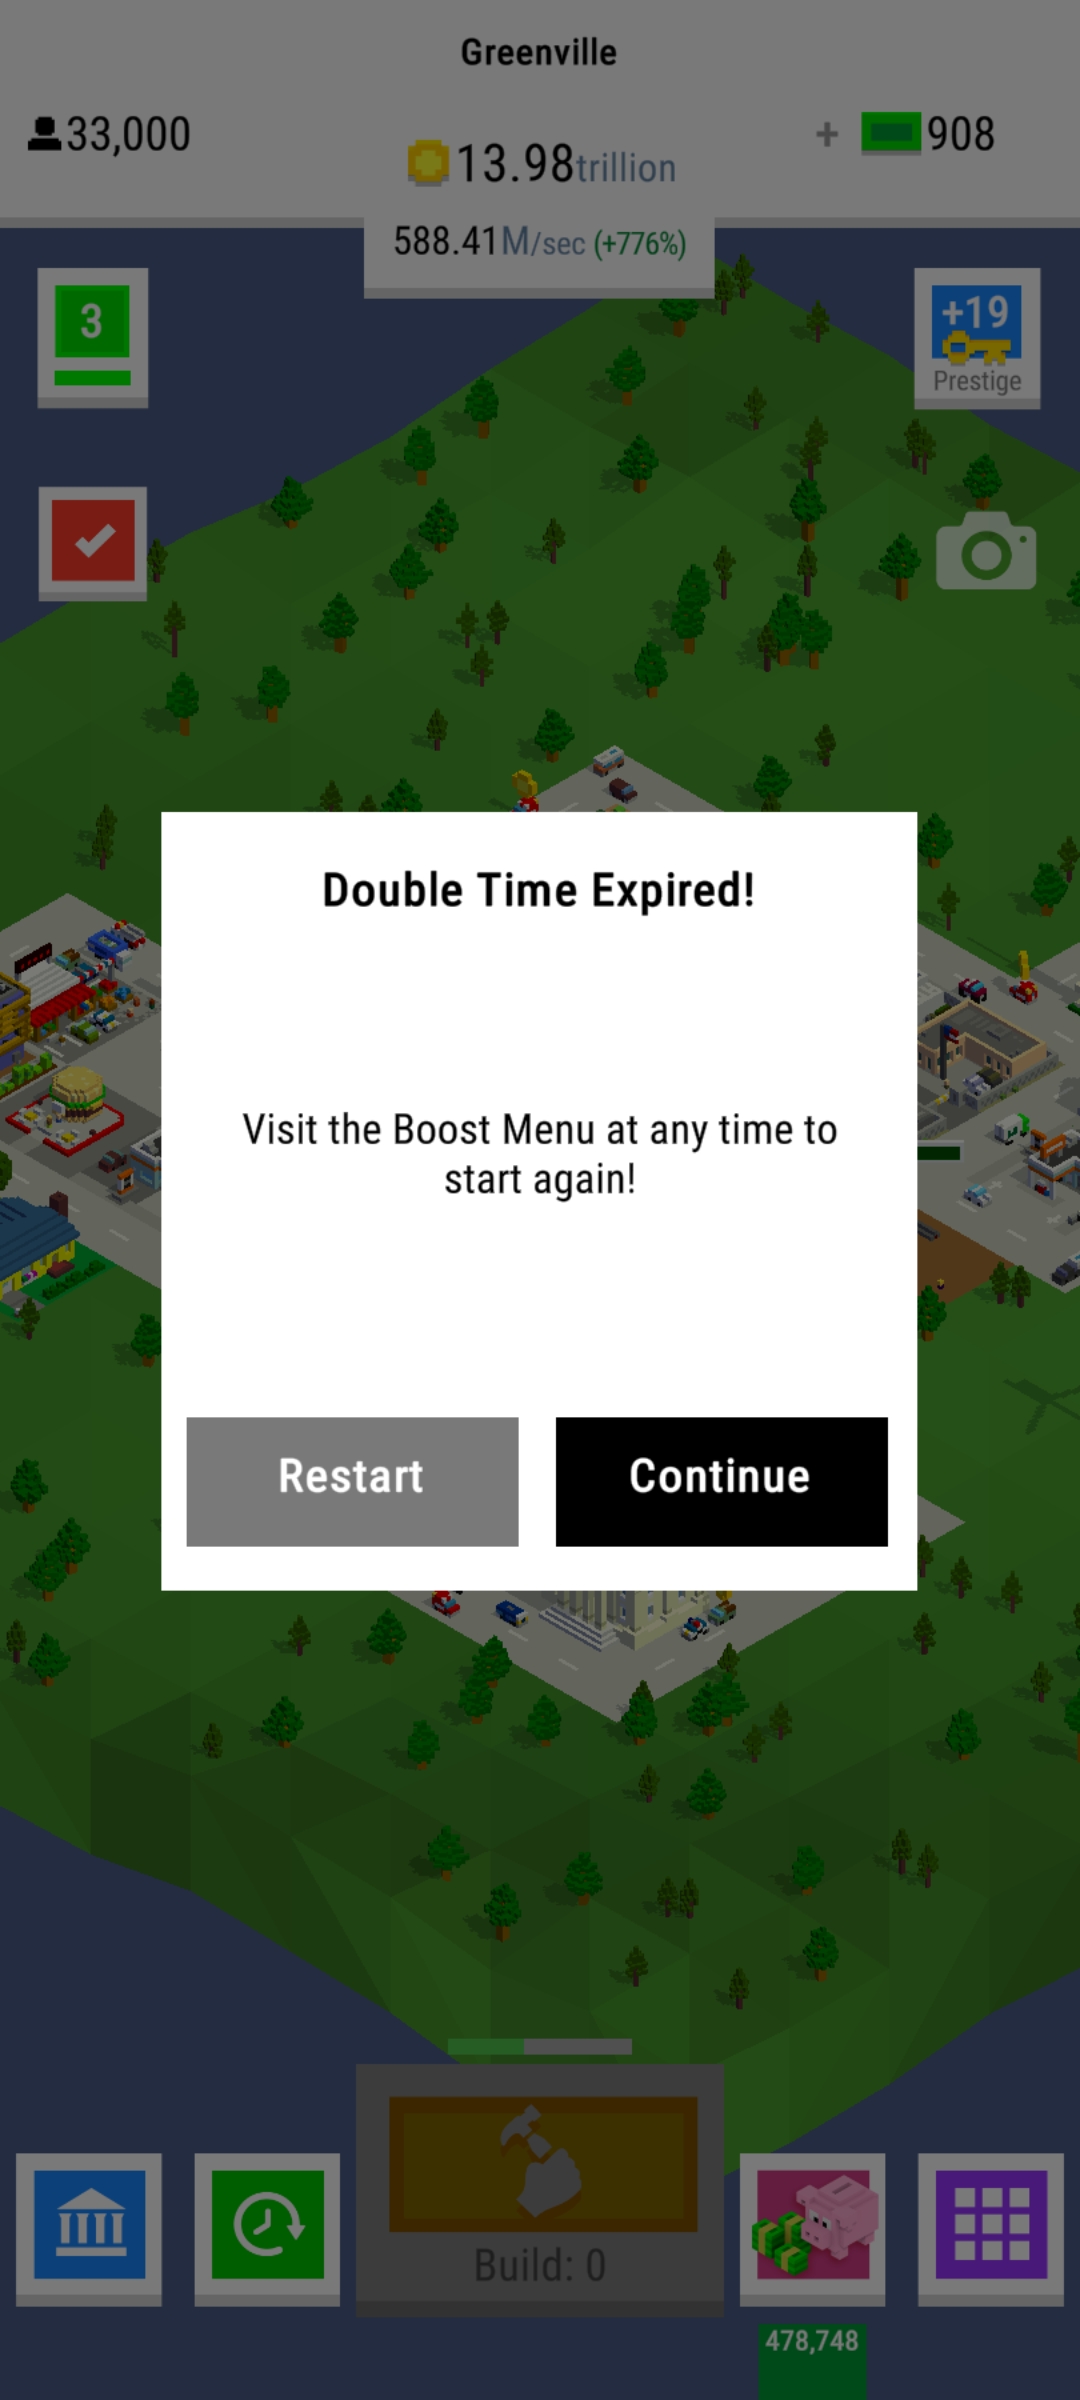 Greenville
33,000
13.98trillion
+ 908
588.41M/sec (+776%)
3
+19
Prestige
Double Time Expired!
Visit the Boost Menu at any time to
start again!
Restart
Continue
Build: 0
478,748